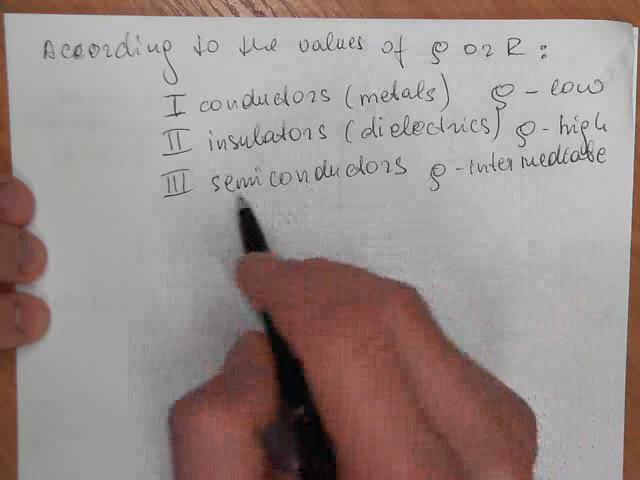 According to the values of ρ or R:
I conductors (metals) ρ - low
II insulators (dielectrics) ρ - high
III semiconductors ρ - intermediate